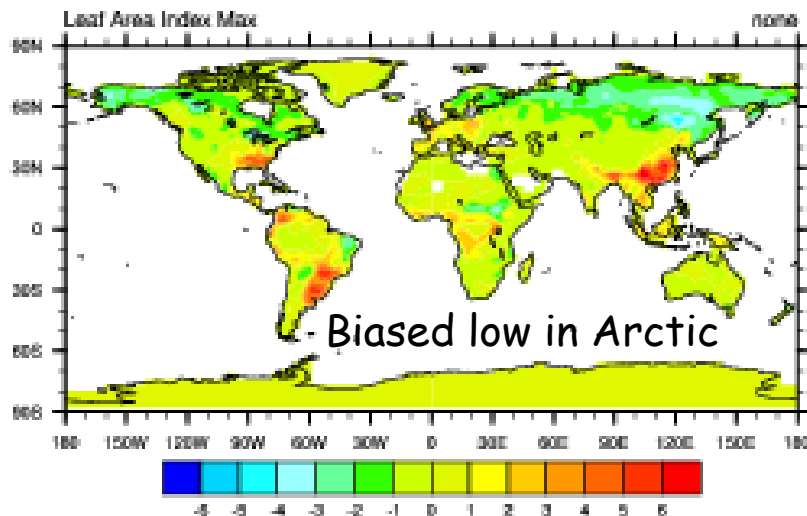 Leaf Area Index Max none
90N
60N
30N
0
30S
Biased low in Arctic
60S
90S
180 150W 120W 90W 60W 30W 0 30E 60E 90E 120E 150E 180
-6 -5 -4 -3 -2 -1 0 1 2 3 4 5 6